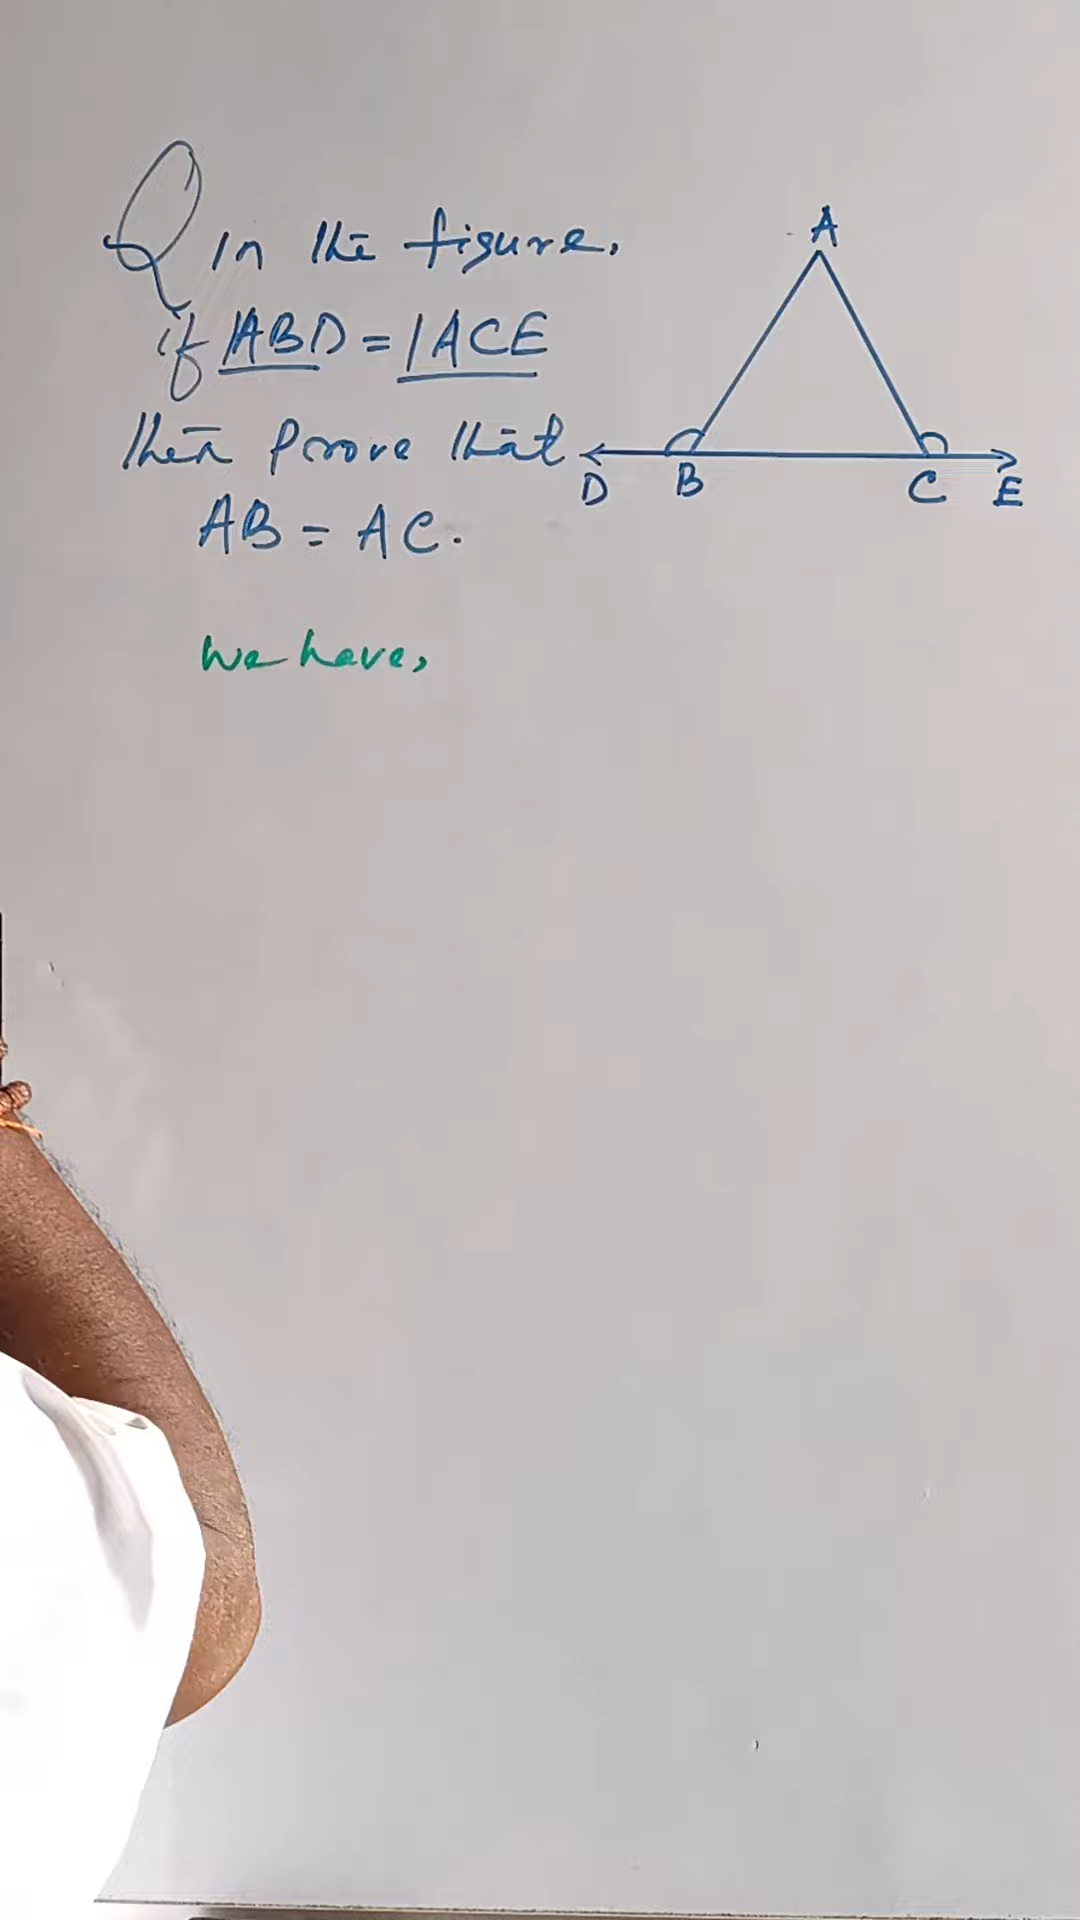 Q In the figure,
if ∠ABD = ∠ACE
then Prove that
AB = AC.
A
D B C E
We have,